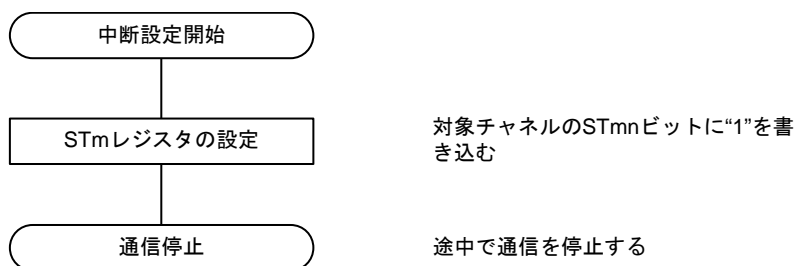 中断設定開始
STmレジスタの設定
対象チャネルのSTmnビットに“1”を書
き込む
通信停止
途中で通信を停止する